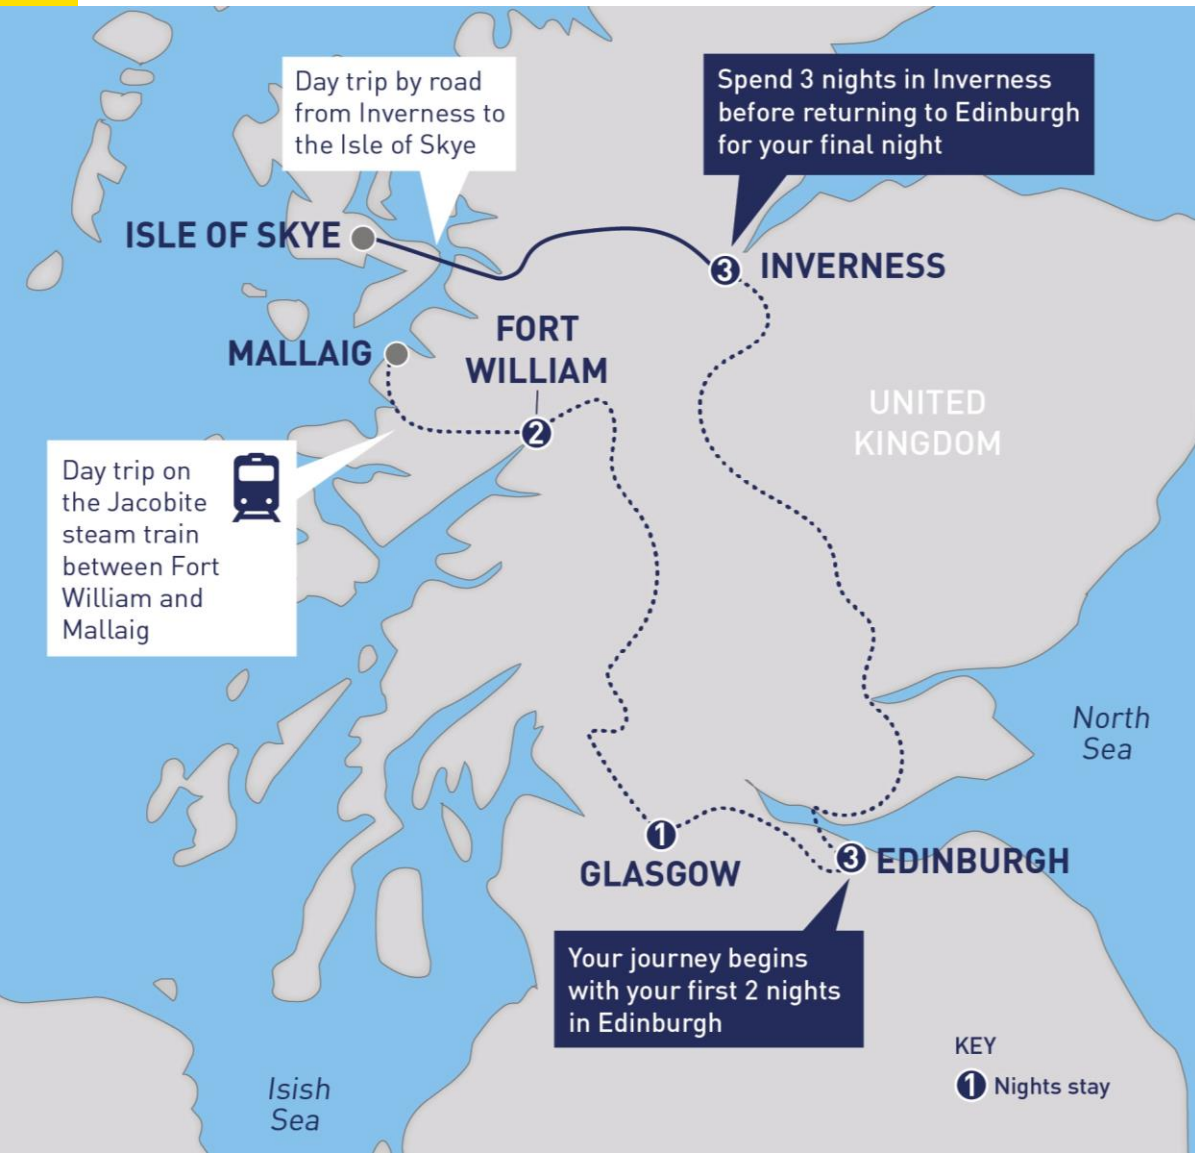 Day trip by road
from Inverness to
the Isle of Skye
Spend 3 nights in Inverness
before returning to Edinburgh
for your final night
ISLE OF SKYE
3 INVERNESS
MALLAIG
FORT
WILLIAM
2
UNITED
KINGDOM
Day trip on
the Jacobite
steam train
between Fort
William and
Mallaig
North
Sea
1
GLASGOW
3 EDINBURGH
Your journey begins
with your first 2 nights
in Edinburgh
KEY
1 Nights stay
Isish
Sea